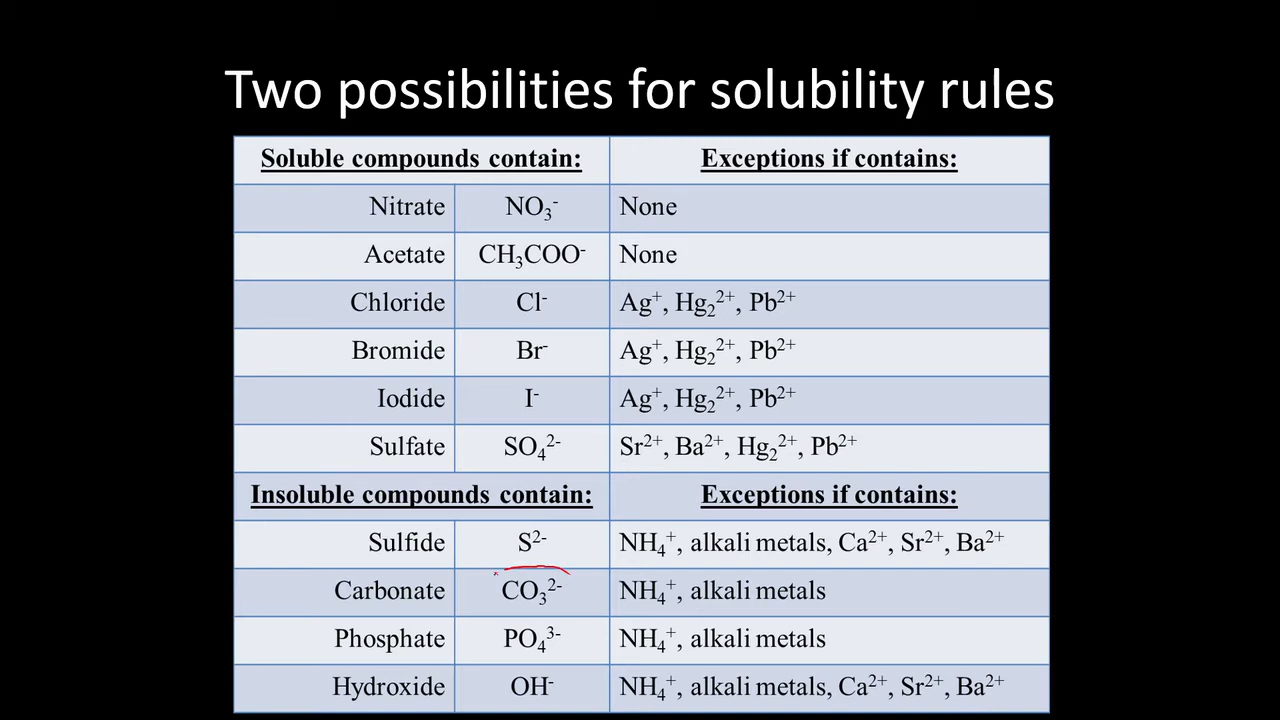 Two possibilities for solubility rules
Soluble compounds contain: Exceptions if contains:
Nitrate NO₃⁻ None
Acetate CH₃COO⁻ None
Chloride Cl⁻ Ag⁺, Hg₂²⁺, Pb²⁺
Bromide Br⁻ Ag⁺, Hg₂²⁺, Pb²⁺
Iodide I⁻ Ag⁺, Hg₂²⁺, Pb²⁺
Sulfate SO₄²⁻ Sr²⁺, Ba²⁺, Hg₂²⁺, Pb²⁺
Insoluble compounds contain: Exceptions if contains:
Sulfide S²⁻ NH₄⁺, alkali metals, Ca²⁺, Sr²⁺, Ba²⁺
Carbonate CO₃²⁻ NH₄⁺, alkali metals
Phosphate PO₄³⁻ NH₄⁺, alkali metals
Hydroxide OH⁻ NH₄⁺, alkali metals, Ca²⁺, Sr²⁺, Ba²⁺